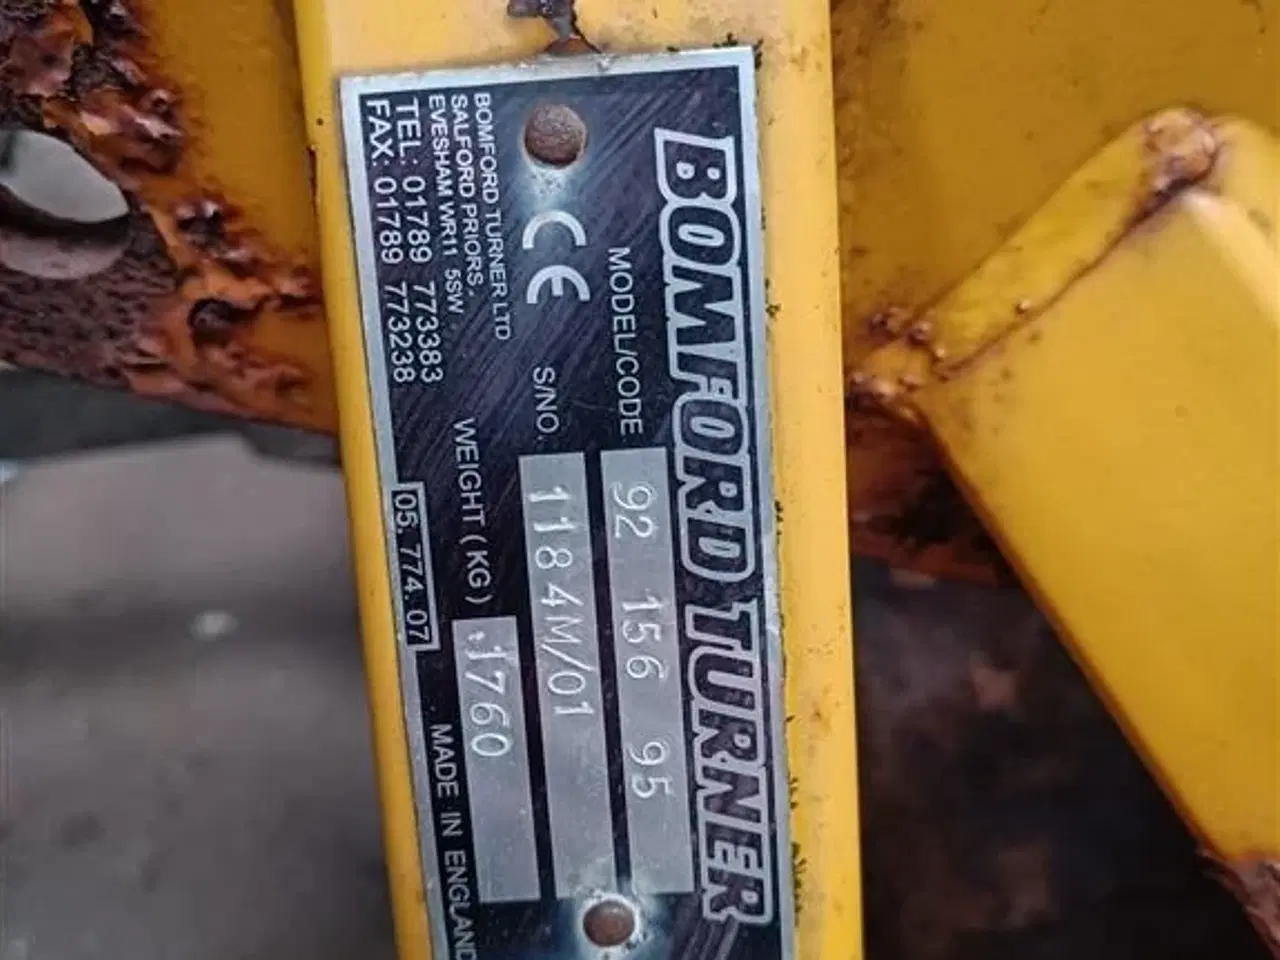 BOMFORD TURNER
MODEL/CODE 92 156 95
CE S/NO. 1184M/01
BOMFORD TURNER LTD
SALFORD PRIORS,
EVESHAM WR11 5SW
WEIGHT (KG) 1760
TEL: 01789 773383
FAX: 01789 773238
05.774.07
MADE IN ENGLAND